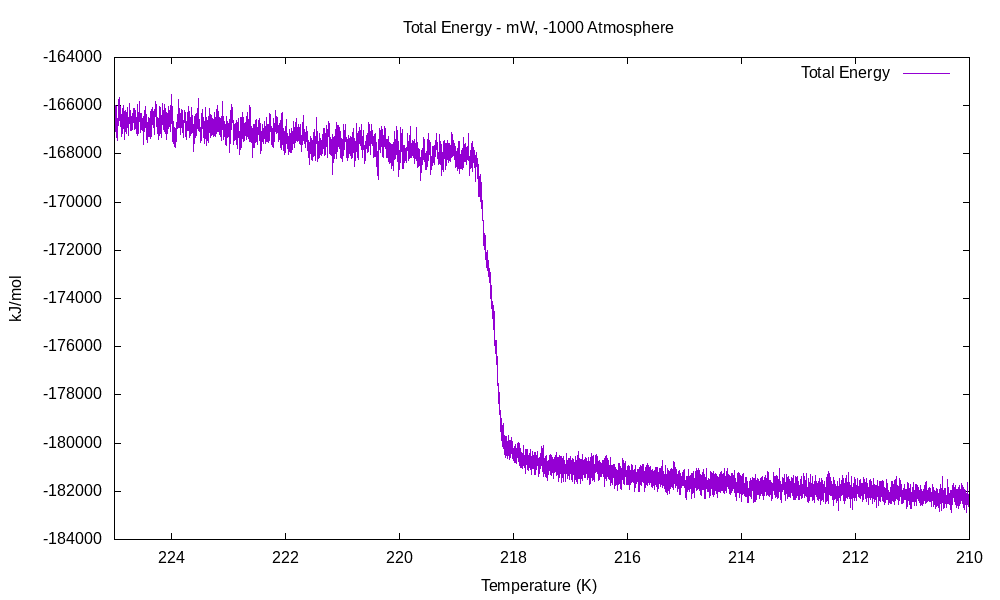 Total Energy - mW, -1000 Atmosphere
Total Energy
-164000
-166000
-168000
-170000
-172000
-174000
-176000
-178000
-180000
-182000
-184000
kJ/mol
224 222 220 218 216 214 212 210
Temperature (K)